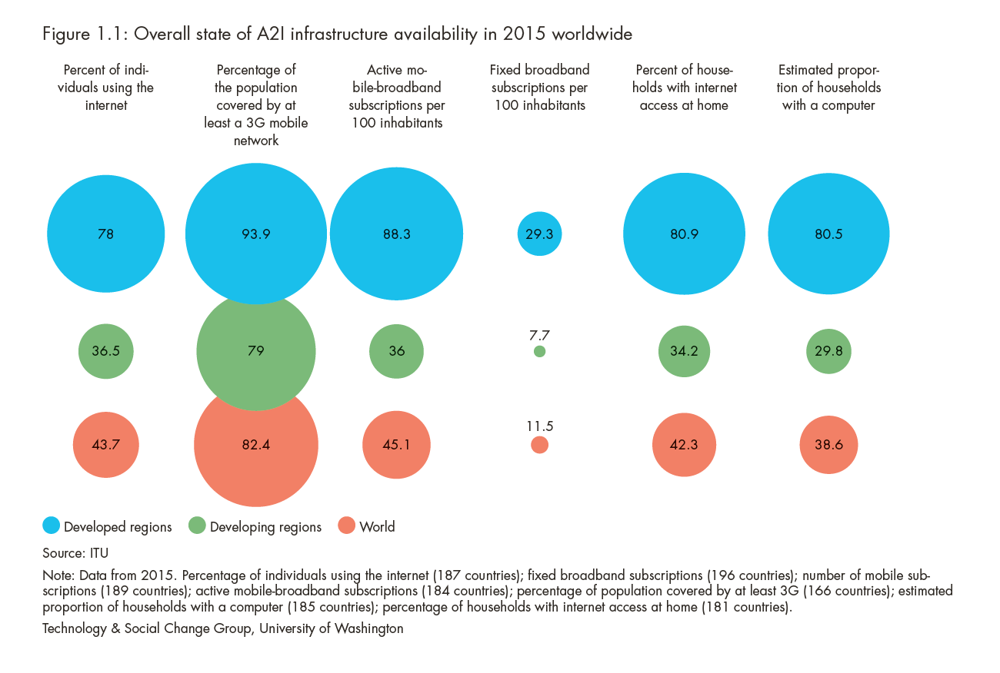 Figure 1.1: Overall state of A2I infrastructure availability in 2015 worldwide
Percent of indi-
viduals using the
internet
Percentage of
the population
covered by at
least a 3G mobile
network
Active mo-
bile-broadband
subscriptions per
100 inhabitants
Fixed broadband
subscriptions per
100 inhabitants
Percent of house-
holds with internet
access at home
Estimated propor-
tion of households
with a computer
78
93.9
88.3
29.3
80.9
80.5
36.5
79
36
7.7
34.2
29.8
43.7
82.4
45.1
11.5
42.3
38.6
Developed regions
Developing regions
World
Source: ITU
Note: Data from 2015. Percentage of individuals using the internet (187 countries); fixed broadband subscriptions (196 countries); number of mobile sub-
scriptions (189 countries); active mobile-broadband subscriptions (184 countries); percentage of population covered by at least 3G (166 countries); estimated
proportion of households with a computer (185 countries); percentage of households with internet access at home (181 countries).
Technology & Social Change Group, University of Washington